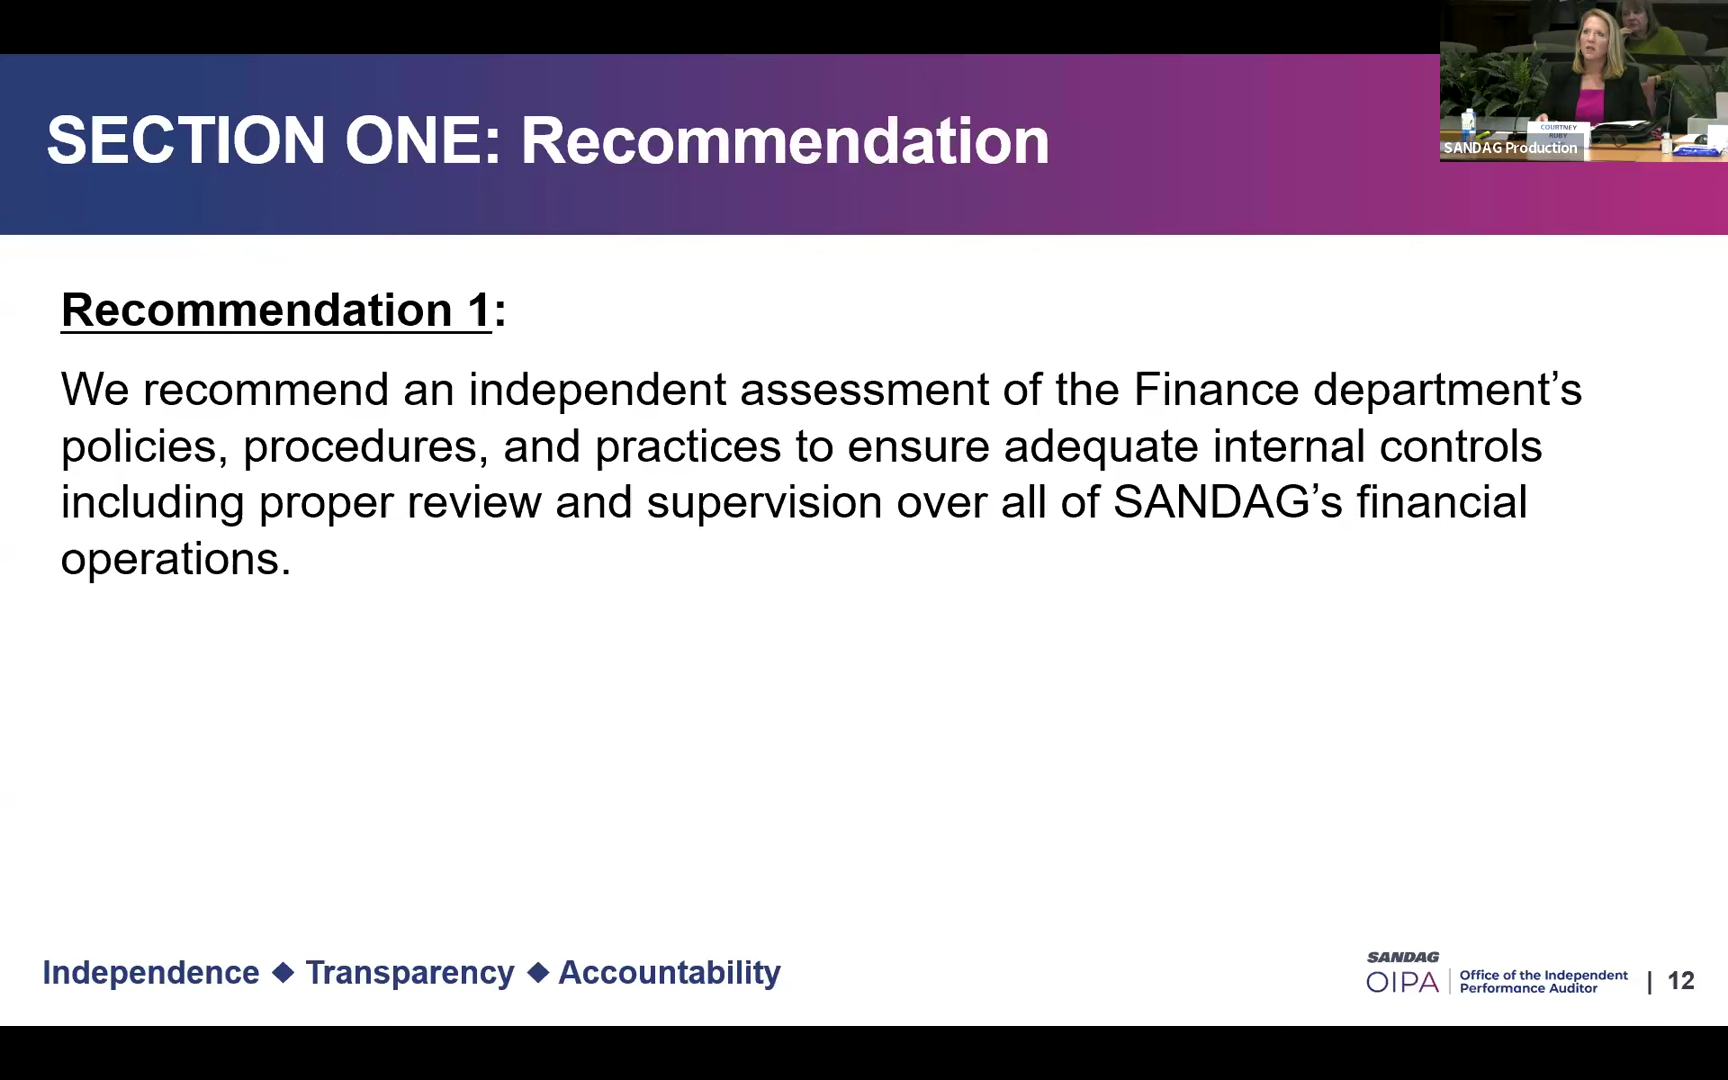 SECTION ONE: Recommendation
COURTNEY
RUBY
SANDAG Production
Recommendation 1:
We recommend an independent assessment of the Finance department’s
policies, procedures, and practices to ensure adequate internal controls
including proper review and supervision over all of SANDAG’s financial
operations.
Independence ◆ Transparency ◆ Accountability
SANDAG
OIPA | Office of the Independent
Performance Auditor
| 12